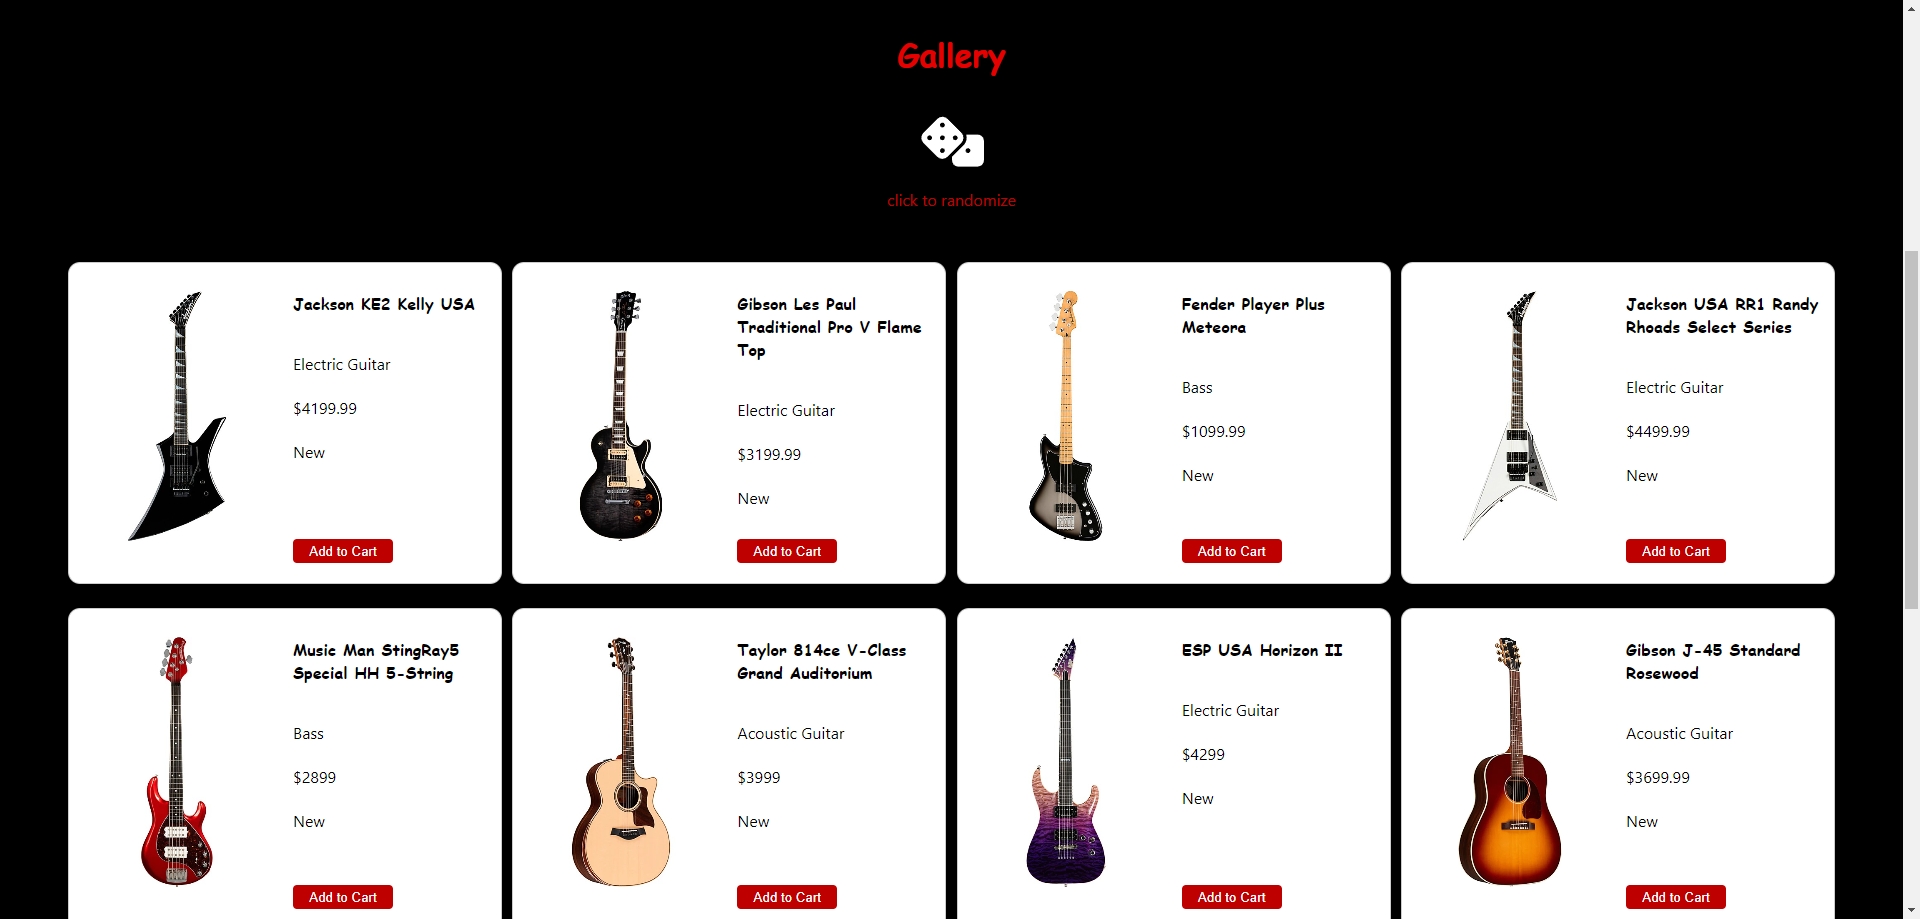 Gallery
click to randomize
Jackson KE2 Kelly USA
Electric Guitar
$4199.99
New
Add to Cart
Gibson Les Paul
Traditional Pro V Flame
Top
Electric Guitar
$3199.99
New
Add to Cart
Fender Player Plus
Meteora
Bass
$1099.99
New
Add to Cart
Jackson USA RR1 Randy
Rhoads Select Series
Electric Guitar
$4499.99
New
Add to Cart
Music Man StingRay5
Special HH 5-String
Bass
$2899
New
Add to Cart
Taylor 814ce V-Class
Grand Auditorium
Acoustic Guitar
$3999
New
Add to Cart
ESP USA Horizon II
Electric Guitar
$4299
New
Add to Cart
Gibson J-45 Standard
Rosewood
Acoustic Guitar
$3699.99
New
Add to Cart